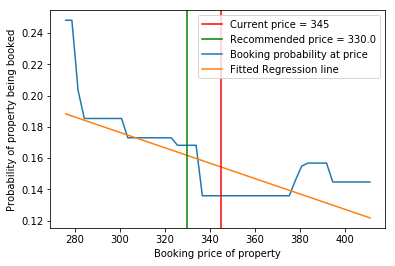 Current price = 345
Recommended price = 330.0
Booking probability at price
Fitted Regression line
Probability of property being booked
0.24
0.22
0.20
0.18
0.16
0.14
0.12
280 300 320 340 360 380 400
Booking price of property